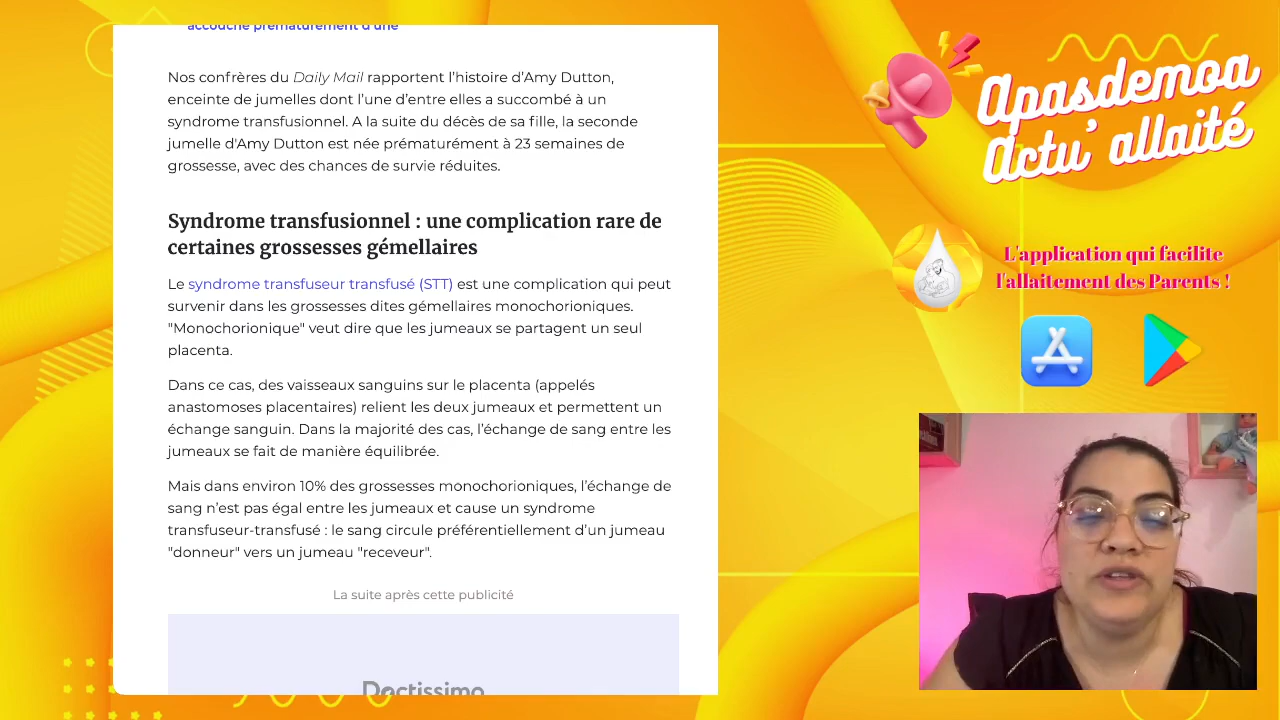 accouché prématurément d'une
Nos confrères du Daily Mail rapportent l’histoire d’Amy Dutton,
enceinte de jumelles dont l’une d’entre elles a succombé à un
syndrome transfusionnel. A la suite du décès de sa fille, la seconde
jumelle d'Amy Dutton est née prématurément à 23 semaines de
grossesse, avec des chances de survie réduites.
Syndrome transfusionnel : une complication rare de
certaines grossesses gémellaires
Le syndrome transfuseur transfusé (STT) est une complication qui peut
survenir dans les grossesses dites gémellaires monochorioniques.
"Monochorionique" veut dire que les jumeaux se partagent un seul
placenta.
Dans ce cas, des vaisseaux sanguins sur le placenta (appelés
anastomoses placentaires) relient les deux jumeaux et permettent un
échange sanguin. Dans la majorité des cas, l’échange de sang entre les
jumeaux se fait de manière équilibrée.
Mais dans environ 10% des grossesses monochorioniques, l’échange de
sang n’est pas égal entre les jumeaux et cause un syndrome
transfuseur-transfusé : le sang circule préférentiellement d’un jumeau
"donneur" vers un jumeau "receveur".
La suite après cette publicité
Doctissimo
Apasdemoa
Actu' allaité
L'application qui facilite
l'allaitement des Parents !